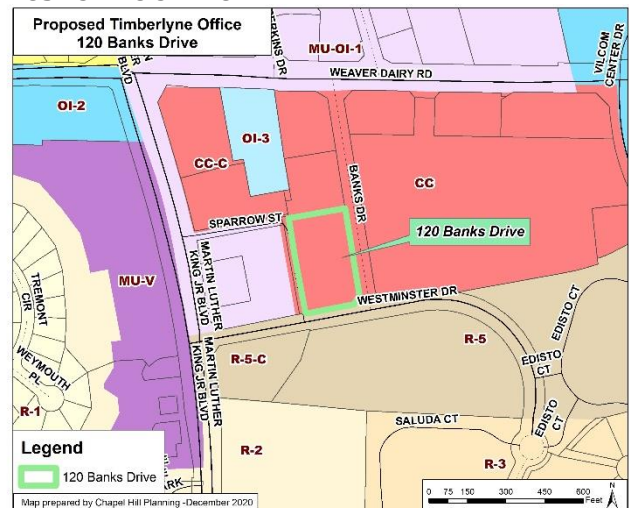 Proposed Timberlyne Office
120 Banks Drive
MU-OI-1
WEAVER DAIRY RD
VILCOM
CENTER DR
BLVD
OI-2
OI-3
CC-C
CC
BANKS DR
SPARROW ST
120 Banks Drive
MARTIN LUTHER
KING JR BLVD
MU-V
WESTMINSTER DR
TREMONT
CIR
WEYMOUTH
PL
R-5
R-5-C
EDISTO CT
EDISTO
CT
EDISTO
CT
MARTIN LUTHER
KING JR BLVD
SALUDA CT
R-1
R-2
R-3
Legend
120 Banks Drive
0 75 150 300 450 600
Feet
N
Map prepared by Chapel Hill Planning -December 2020